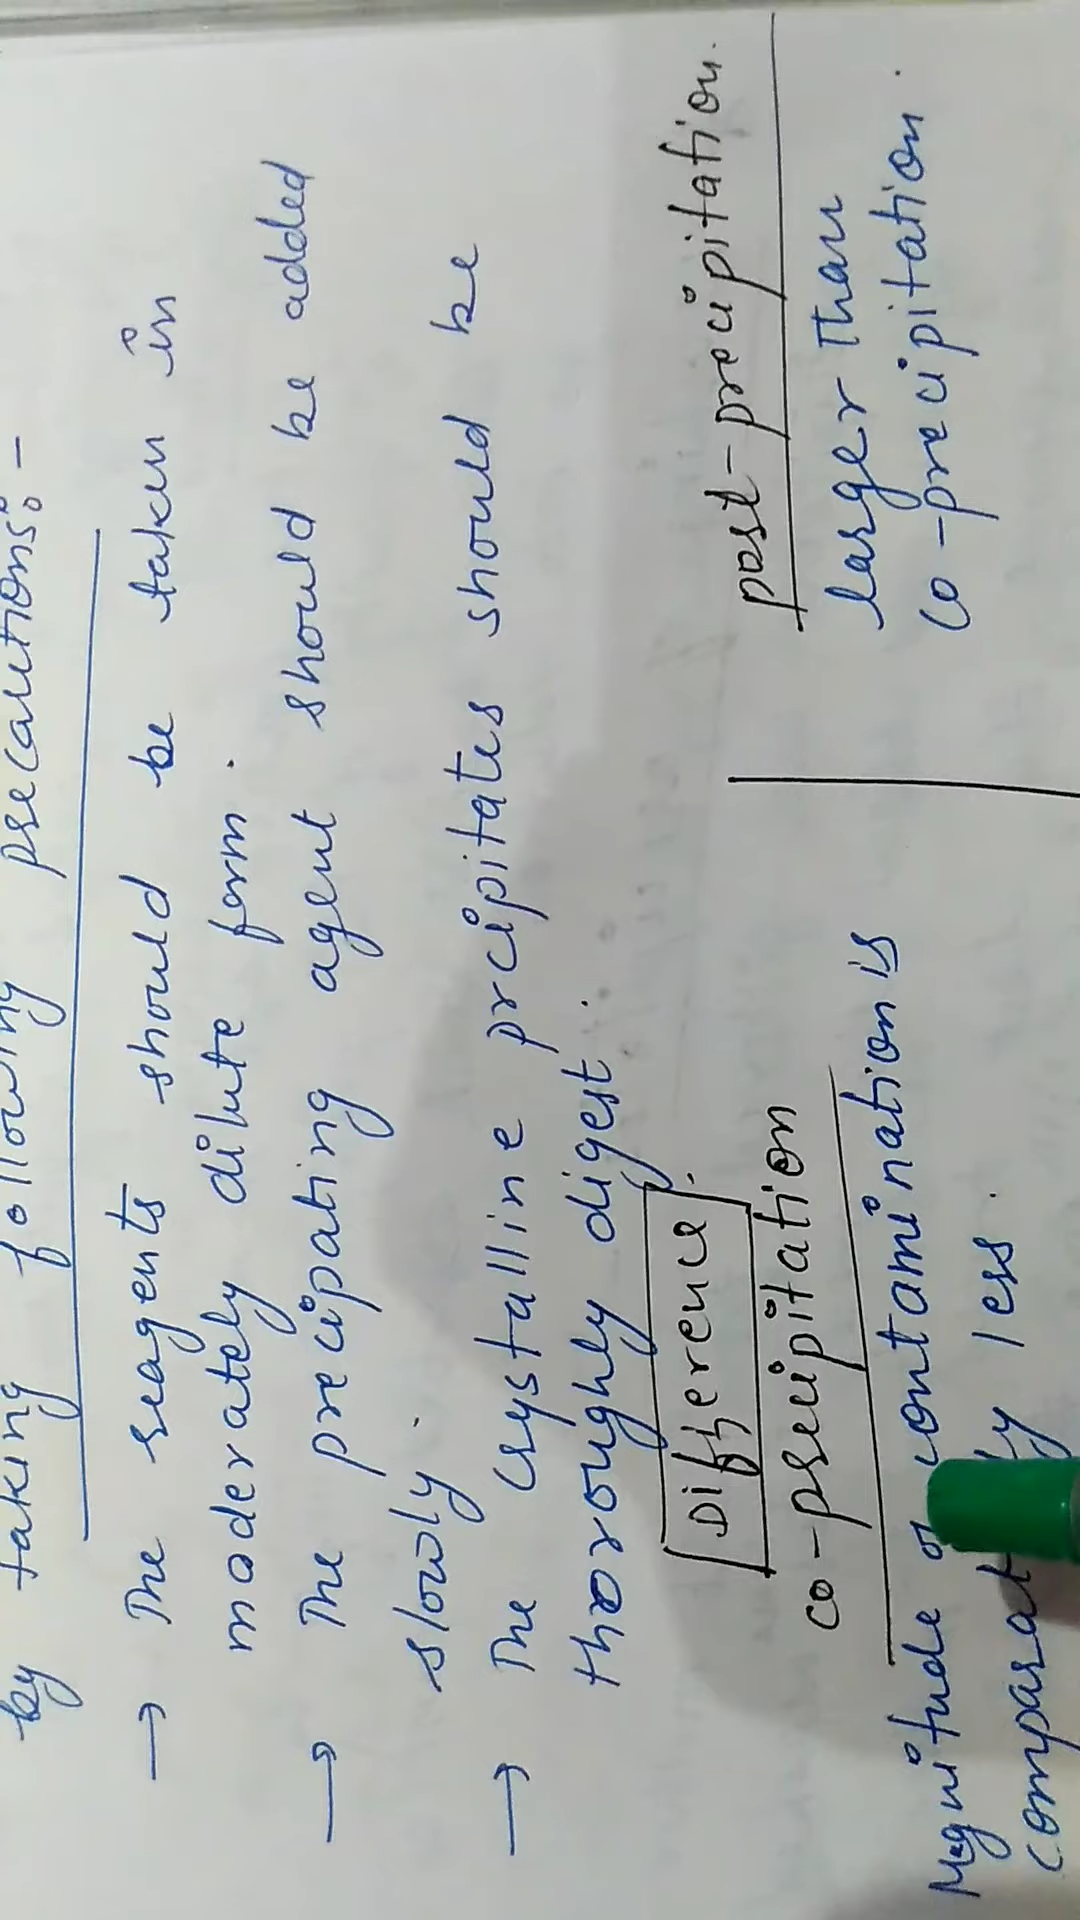 by taking following precautions:-
→ The reagents should be taken in
moderately dilute form.
→ The precipating agent should be added
slowly.
→ The crystalline prcipitates should be
thoroughly digest.
Difference
co-precipitation
post-precipitation.
Magnitude of contamination is
larger than
less.
co-precipitation.